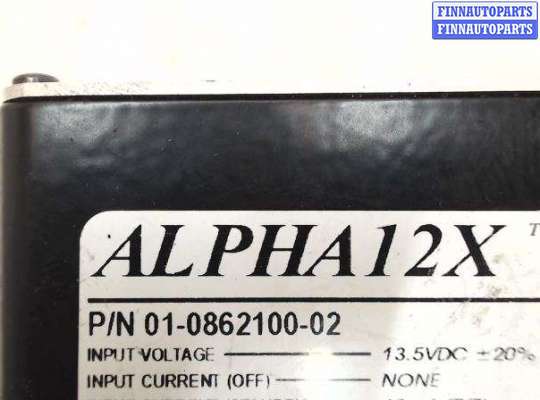 FINNAUTOPARTS
FINNAUTOPARTS
ALPHA12X
P/N 01-0862100-02
INPUT VOLTAGE 13.5VDC ±20%
INPUT CURRENT (OFF) NONE